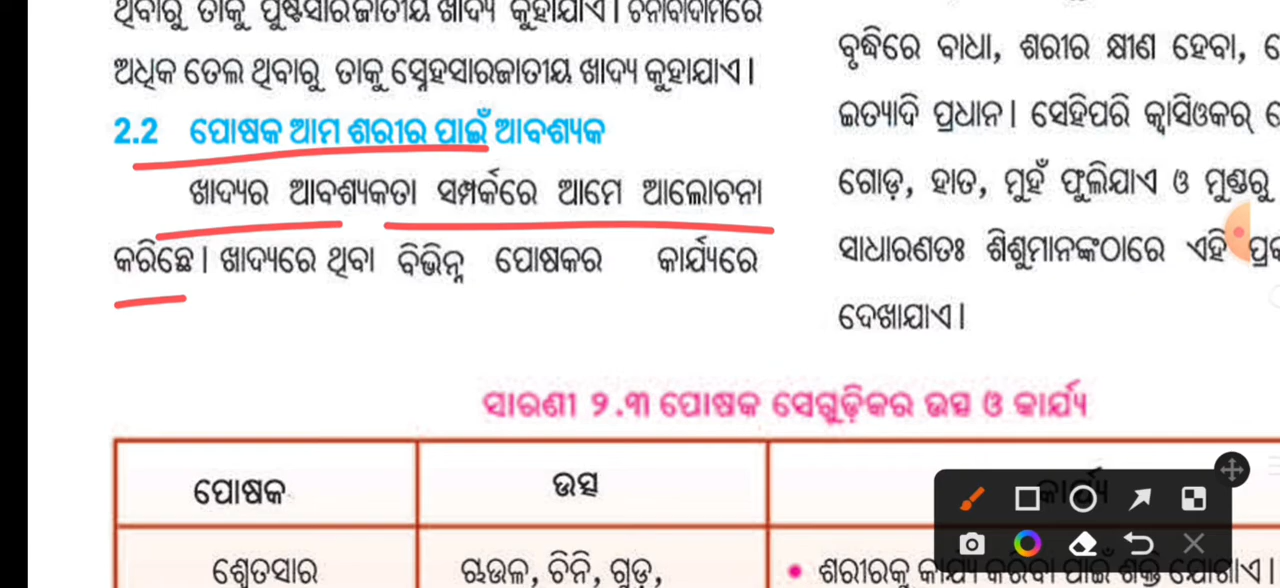 ଥିବାରୁ ତାକୁ ପୁଷ୍ଟିସାରଜାତୀୟ ଖାଦ୍ୟ କୁହାଯାଏ। ଚିନାବାଦାମରେ
ଅଧିକ ତେଲ ଥିବାରୁ ତାକୁ ସ୍ନେହସାରଜାତୀୟ ଖାଦ୍ୟ କୁହାଯାଏ।
2.2 ପୋଷକ ଆମ ଶରୀର ପାଇଁ ଆବଶ୍ୟକ
ଖାଦ୍ୟର ଆବଶ୍ୟକତା ସମ୍ପର୍କରେ ଆମେ ଆଲୋଚନା
କରିଛେ। ଖାଦ୍ୟରେ ଥିବା ବିଭିନ୍ନ ପୋଷକର କାର୍ଯ୍ୟରେ
ବୃଦ୍ଧିରେ ବାଧା, ଶରୀର କ୍ଷୀଣ ହେବା,
ଇତ୍ୟାଦି ପ୍ରଧାନ। ସେହିପରି କ୍ୱାସିଓକର୍
ଗୋଡ଼, ହାତ, ମୁହଁ ଫୁଲିଯାଏ ଓ ମୁଣ୍ଡରୁ
ସାଧାରଣତଃ ଶିଶୁମାନଙ୍କଠାରେ ଏହି
ଦେଖାଯାଏ।
ସାରଣୀ ୨.୩ ପୋଷକ ସେଗୁଡ଼ିକର ଉତ୍ସ ଓ କାର୍ଯ୍ୟ
ପୋଷକ ଉତ୍ସ କାର୍ଯ୍ୟ
ଶ୍ୱେତସାର ଚାଉଳ, ଚିନି, ଗୁଡ଼, • ଶରୀରକୁ କାର୍ଯ୍ୟ କରିବା ପାଇଁ ଶକ୍ତି ଯୋଗାଏ।